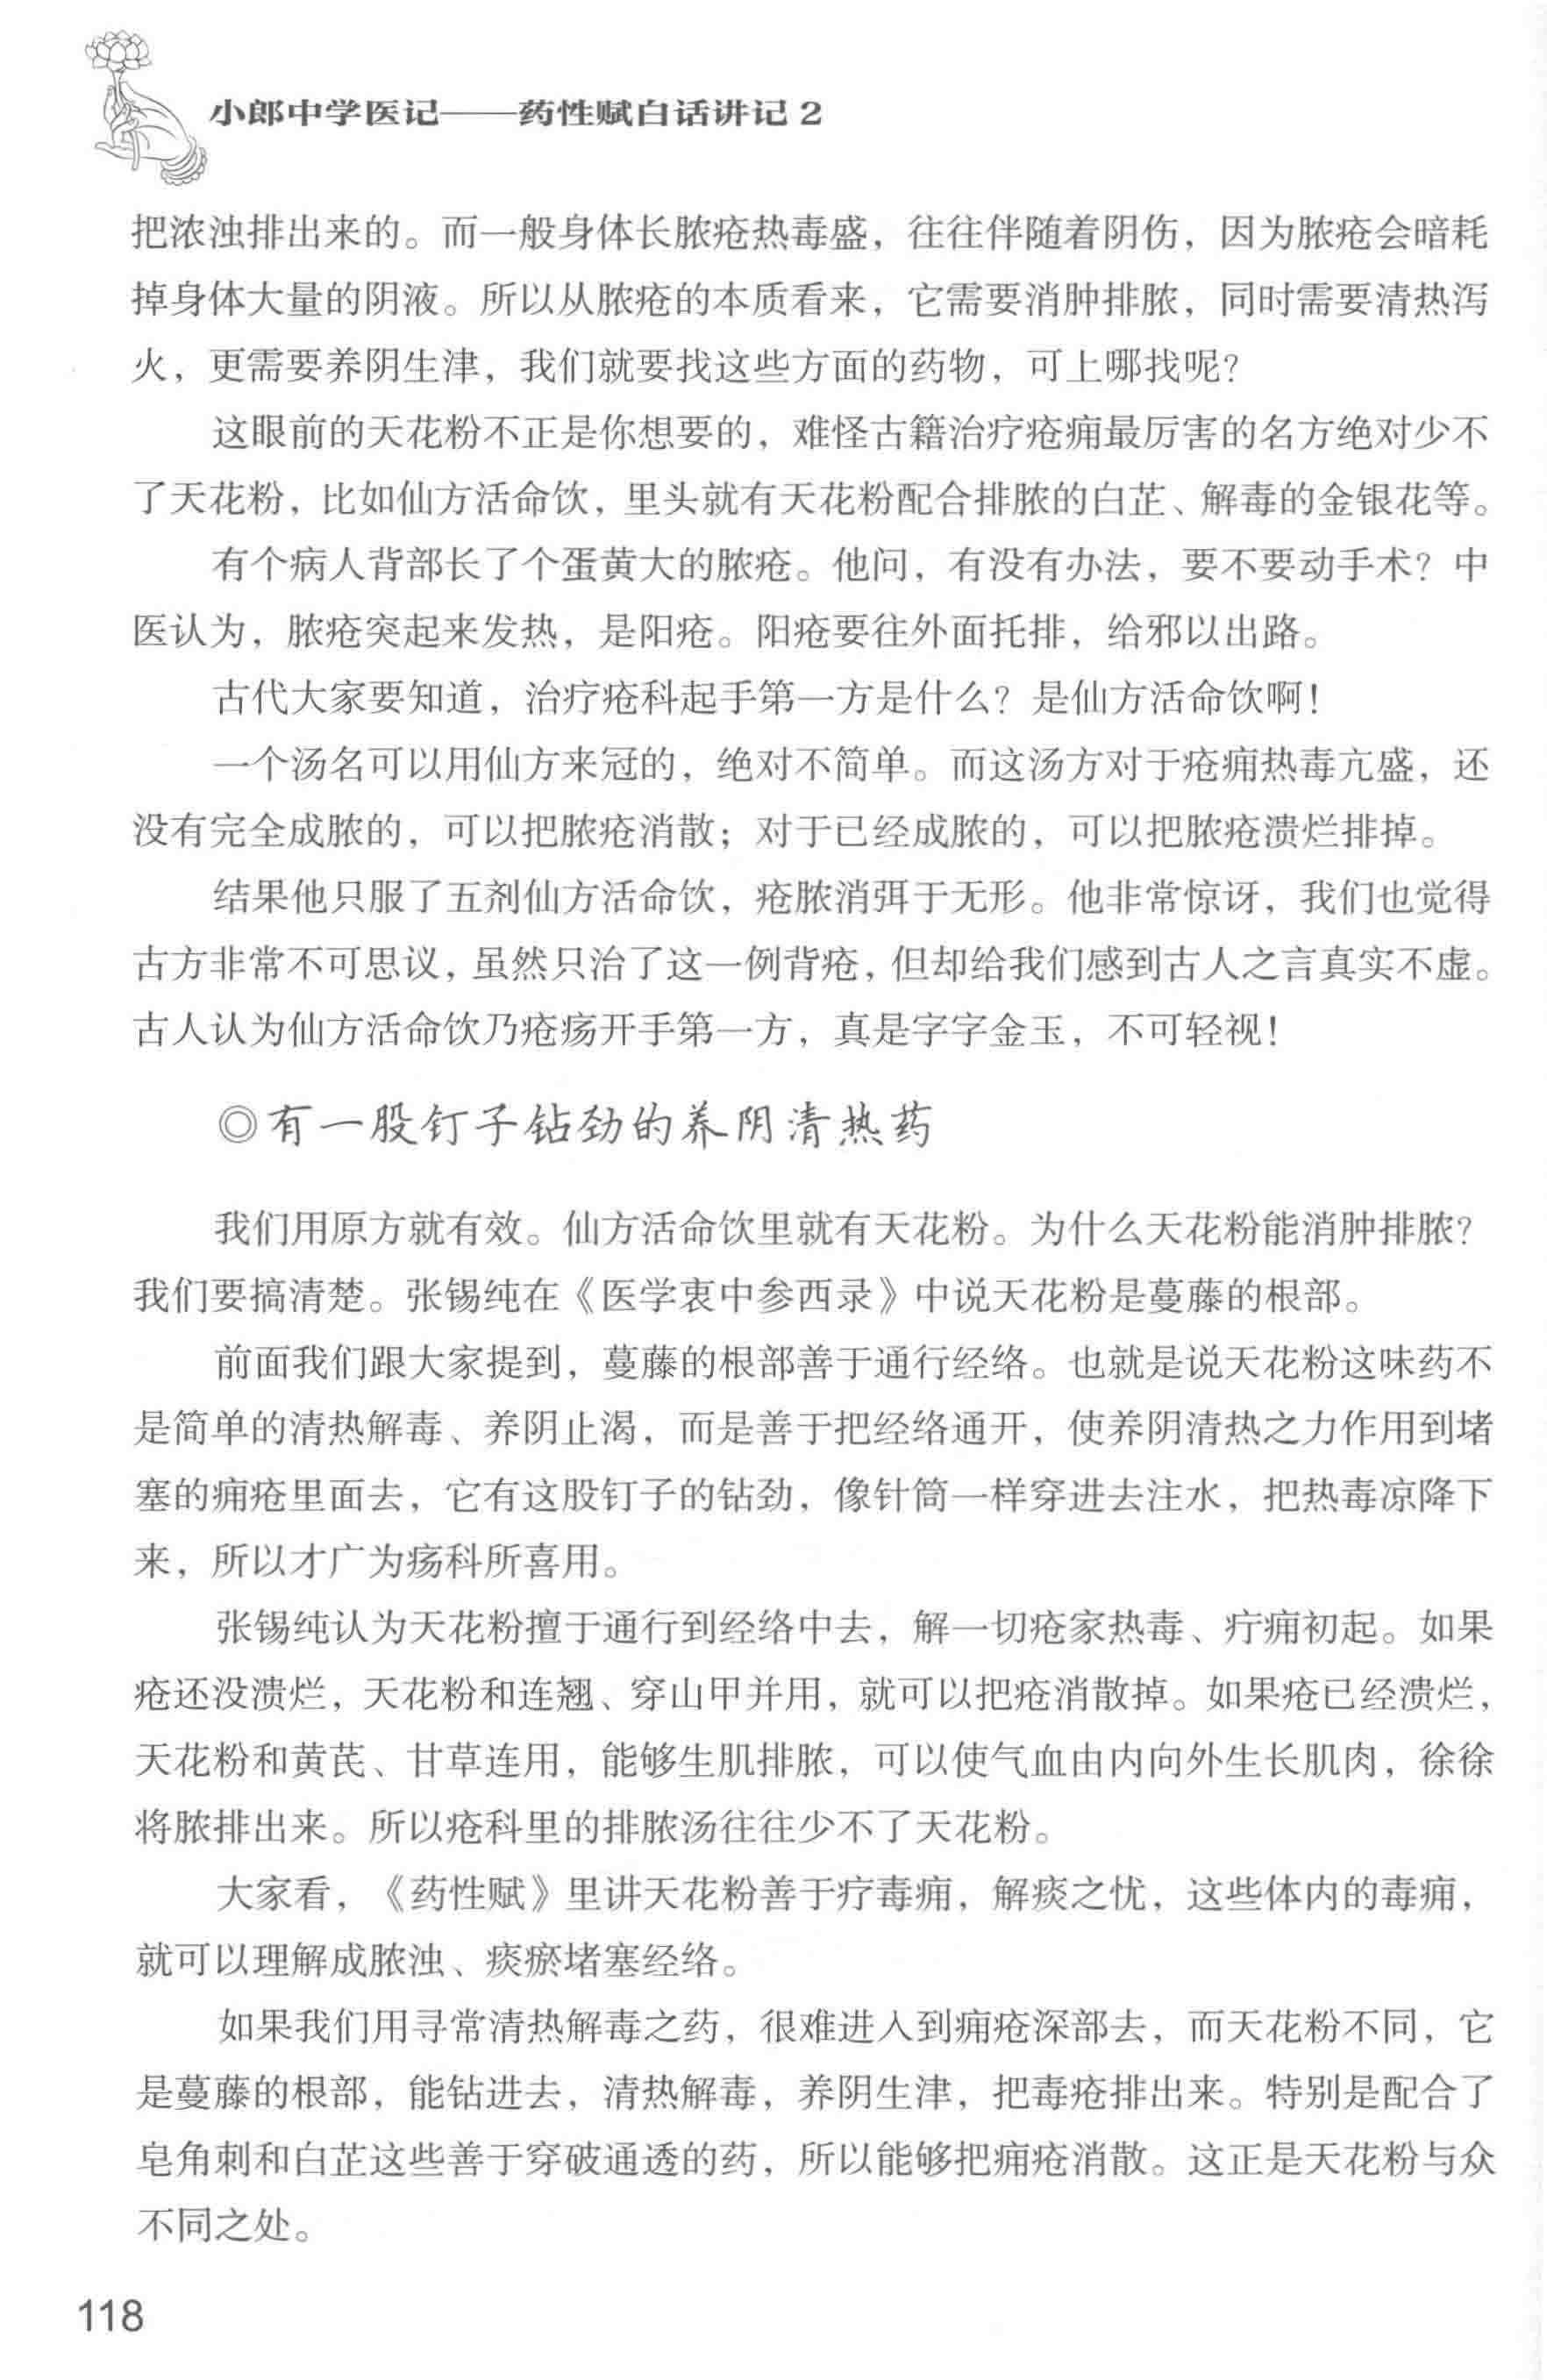 小郎中学医记——药性赋白话讲记2
把浓浊排出来的。而一般身体长脓疮热毒盛，往往伴随着阴伤，因为脓疮会暗耗
掉身体大量的阴液。所以从脓疮的本质看来，它需要消肿排脓，同时需要清热泻
火，更需要养阴生津，我们就要找这些方面的药物，可上哪找呢？
这眼前的天花粉不正是你想要的，难怪古籍治疗疮痈最厉害的名方绝对少不
了天花粉，比如仙方活命饮，里头就有天花粉配合排脓的白芷、解毒的金银花等。
有个病人背部长了个蛋黄大的脓疮。他问，有没有办法，要不要动手术？中
医认为，脓疮突起来发热，是阳疮。阳疮要往外面托排，给邪以出路。
古代大家要知道，治疗疮科起手第一方是什么？是仙方活命饮啊！
一个汤名可以用仙方来冠的，绝对不简单。而这汤方对于疮痈热毒亢盛，还
没有完全成脓的，可以把脓疮消散；对于已经成脓的，可以把脓疮溃烂排掉。
结果他只服了五剂仙方活命饮，疮脓消弭于无形。他非常惊讶，我们也觉得
古方非常不可思议，虽然只治了这一例背疮，但却给我们感到古人之言真实不虚。
古人认为仙方活命饮乃疮疡开手第一方，真是字字金玉，不可轻视！
◎有一股钉子钻劲的养阴清热药
我们用原方就有效。仙方活命饮里就有天花粉。为什么天花粉能消肿排脓？
我们要搞清楚。张锡纯在《医学衷中参西录》中说天花粉是蔓藤的根部。
前面我们跟大家提到，蔓藤的根部善于通行经络。也就是说天花粉这味药不
是简单的清热解毒、养阴止渴，而是善于把经络通开，使养阴清热之力作用到堵
塞的痈疮里面去，它有这股钉子的钻劲，像针筒一样穿进去注水，把热毒凉降下
来，所以才广为疡科所喜用。
张锡纯认为天花粉擅于通行到经络中去，解一切疮家热毒、疔痈初起。如果
疮还没溃烂，天花粉和连翘、穿山甲并用，就可以把疮消散掉。如果疮已经溃烂，
天花粉和黄芪、甘草连用，能够生肌排脓，可以使气血由内向外生长肌肉，徐徐
将脓排出来。所以疮科里的排脓汤往往少不了天花粉。
大家看，《药性赋》里讲天花粉善于疗毒痈，解痰之忧，这些体内的毒痈，
就可以理解成脓浊、痰瘀堵塞经络。
如果我们用寻常清热解毒之药，很难进入到痈疮深部去，而天花粉不同，它
是蔓藤的根部，能钻进去，清热解毒，养阴生津，把毒疮排出来。特别是配合了
皂角刺和白芷这些善于穿破通透的药，所以能够把痈疮消散。这正是天花粉与众
不同之处。
118